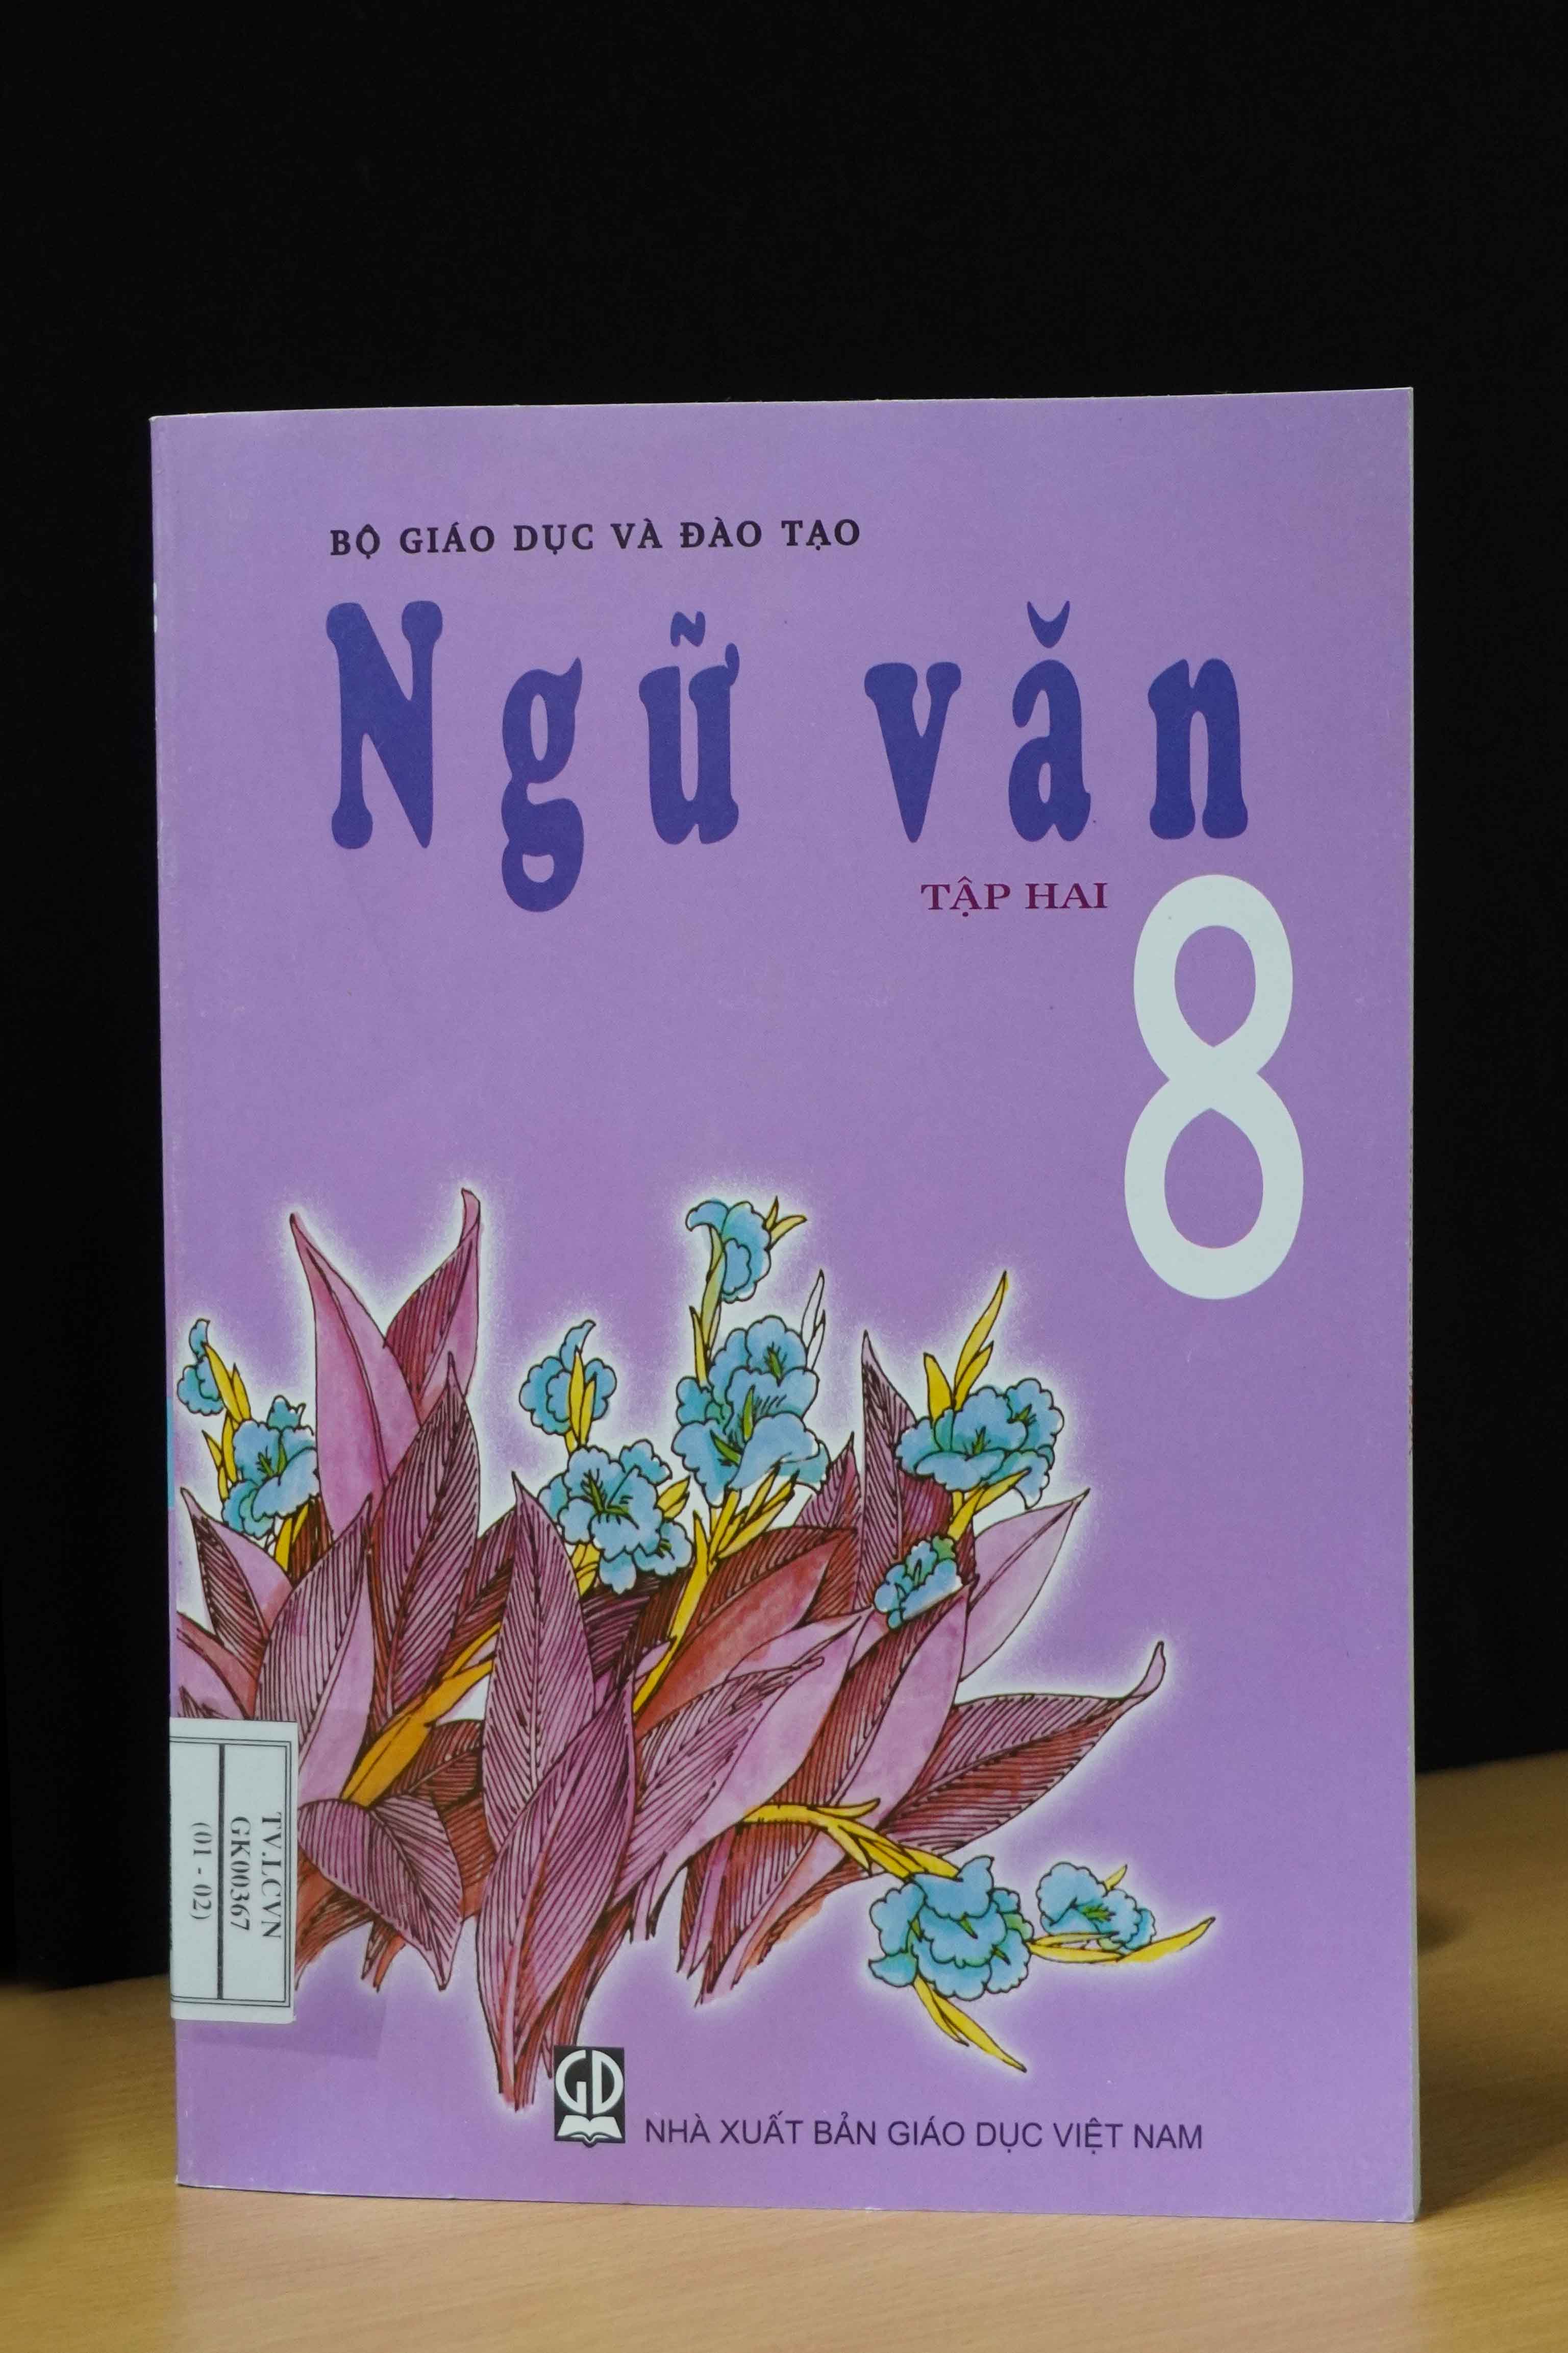 BỘ GIÁO DỤC VÀ ĐÀO TẠO
Ngữ văn
TẬP HAI
8
TV.LCVN
GK00367
(01 - 02)
GD
NHÀ XUẤT BẢN GIÁO DỤC VIỆT NAM